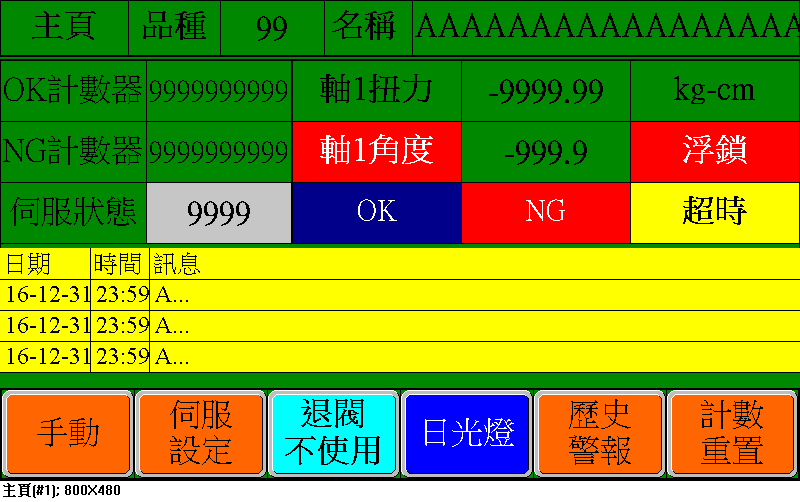 主頁 品種 99 名稱 AAAAAAAAAAAAAAAAA
OK計數器 9999999999 軸1扭力 -9999.99 kg-cm
NG計數器 9999999999 軸1角度 -999.9 浮鎖
伺服狀態 9999 OK NG 超時
日期 時間 訊息
16-12-31 23:59 A...
16-12-31 23:59 A...
16-12-31 23:59 A...
手動 伺服 退閥 日光燈 歷史 計數
設定 不使用 警報 重置
主頁(#1); 800X480